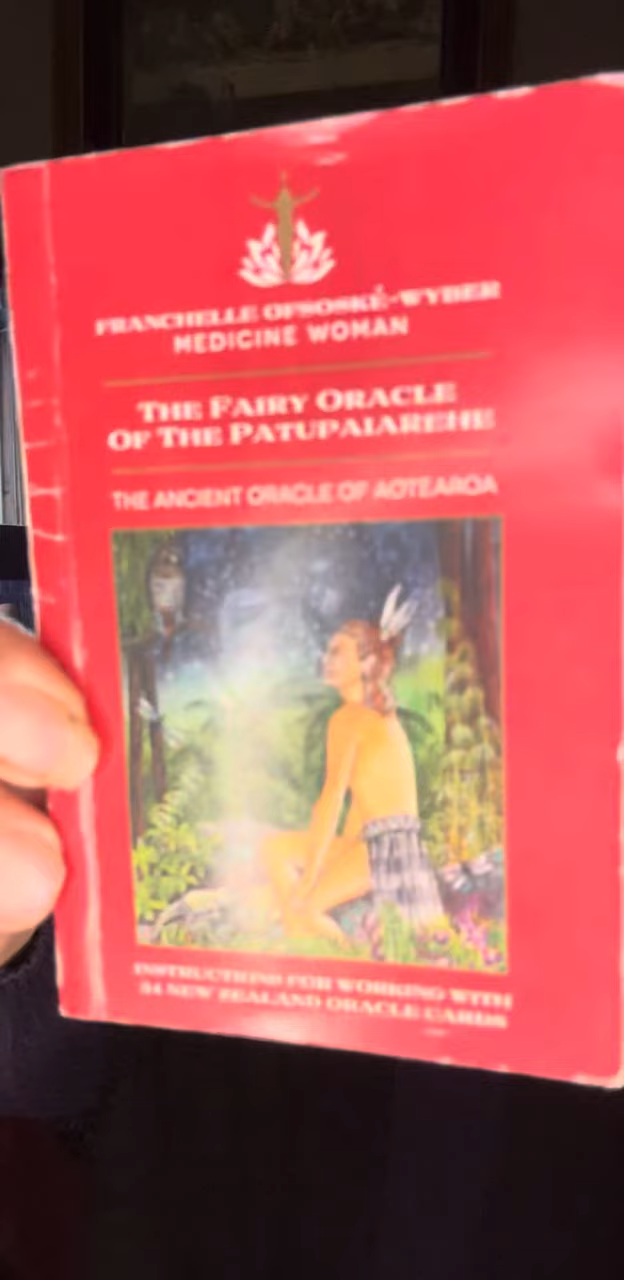 FRANCHELLE OFSOSKÉ-WYBER
MEDICINE WOMAN
THE FAIRY ORACLE
OF THE PATUPAIAREHE
THE ANCIENT ORACLE OF AOTEAROA
INSTRUCTIONS FOR WORKING WITH
34 NEW ZEALAND ORACLE CARDS